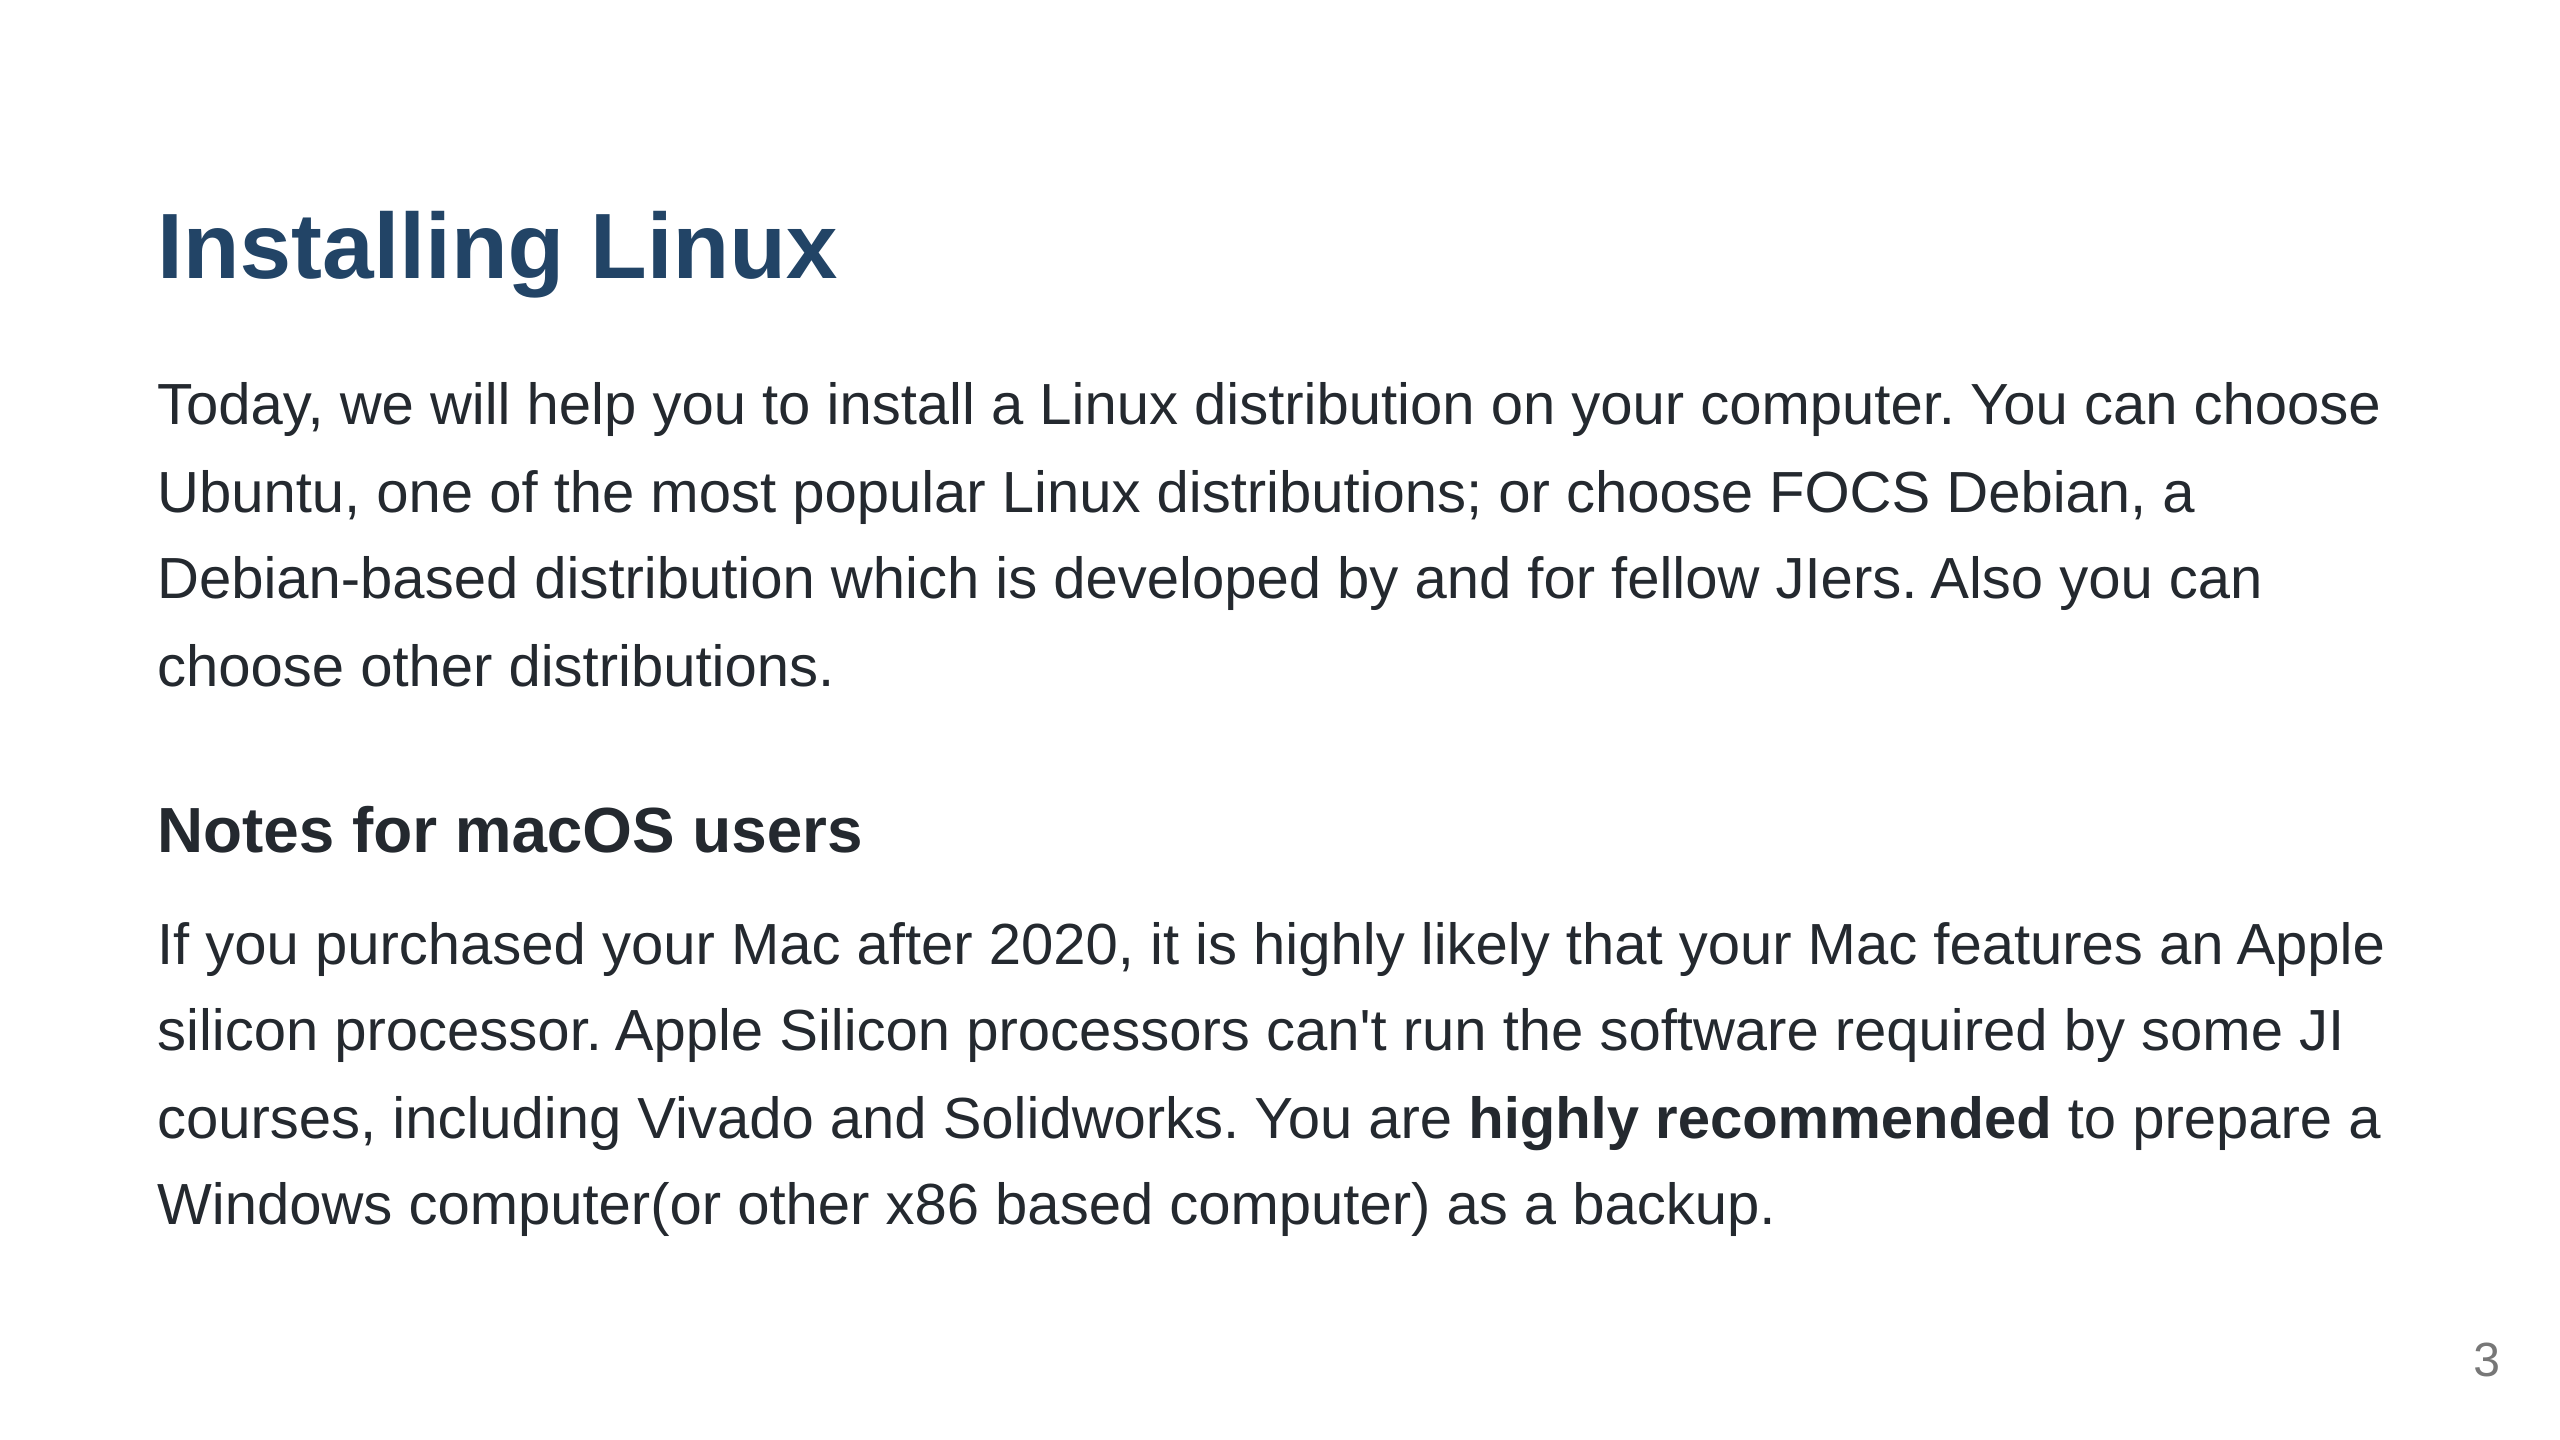 Installing Linux
Today, we will help you to install a Linux distribution on your computer. You can choose
Ubuntu, one of the most popular Linux distributions; or choose FOCS Debian, a
Debian-based distribution which is developed by and for fellow JIers. Also you can
choose other distributions.
Notes for macOS users
If you purchased your Mac after 2020, it is highly likely that your Mac features an Apple
silicon processor. Apple Silicon processors can't run the software required by some JI
courses, including Vivado and Solidworks. You are highly recommended to prepare a
Windows computer(or other x86 based computer) as a backup.
3